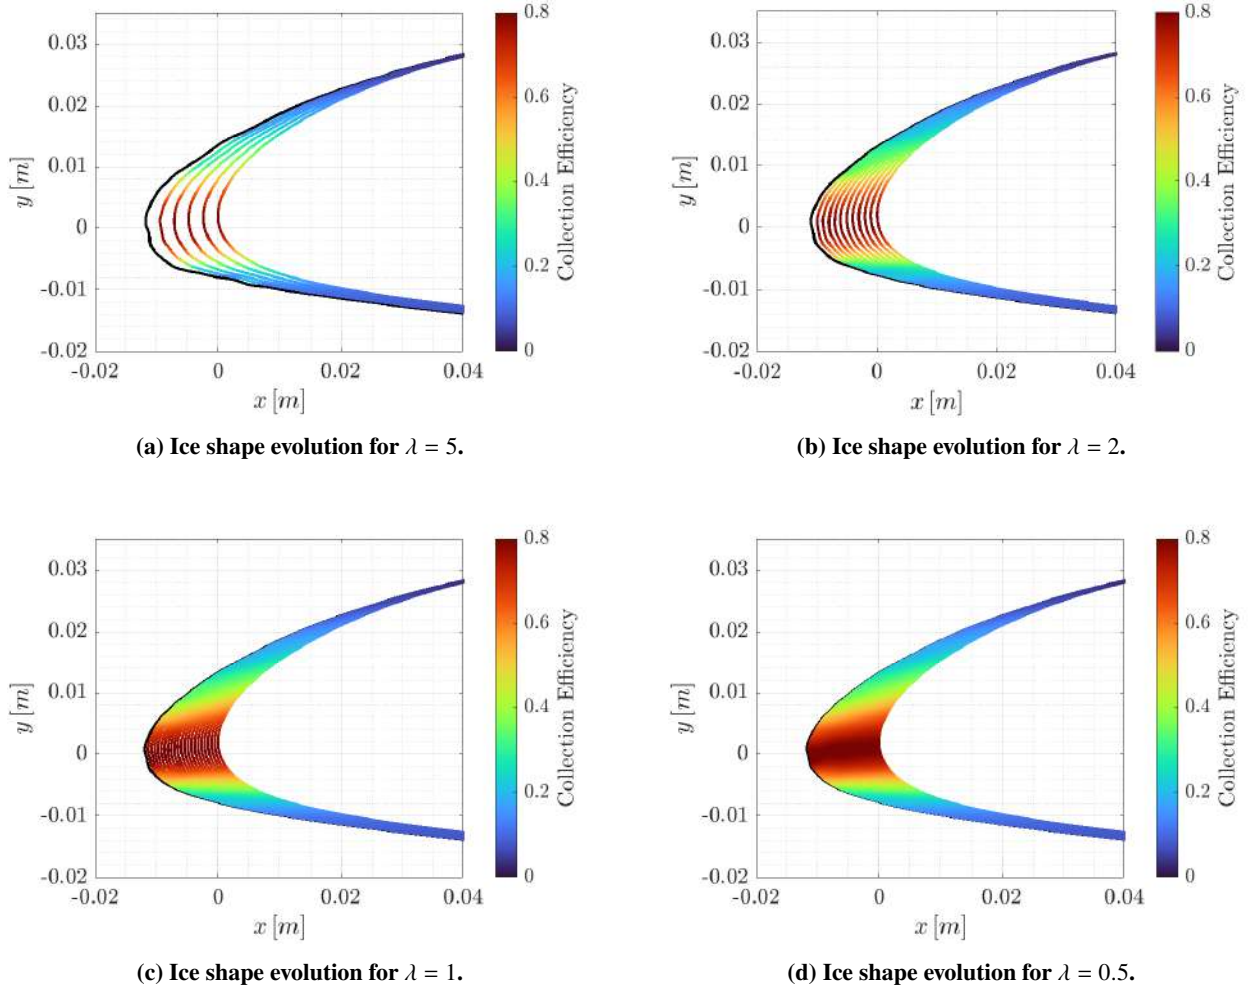 0.03
0.02
0.01
0
-0.01
-0.02
y [m]
-0.02 0 0.02 0.04
x [m]
0.8
0.6
0.4
0.2
0
Collection Efficiency
(a) Ice shape evolution for λ = 5.
0.03
0.02
0.01
0
-0.01
-0.02
y [m]
-0.02 0 0.02 0.04
x [m]
0.8
0.6
0.4
0.2
0
Collection Efficiency
(b) Ice shape evolution for λ = 2.
0.03
0.02
0.01
0
-0.01
-0.02
y [m]
-0.02 0 0.02 0.04
x [m]
0.8
0.6
0.4
0.2
0
Collection Efficiency
(c) Ice shape evolution for λ = 1.
0.03
0.02
0.01
0
-0.01
-0.02
y [m]
-0.02 0 0.02 0.04
x [m]
0.8
0.6
0.4
0.2
0
Collection Efficiency
(d) Ice shape evolution for λ = 0.5.